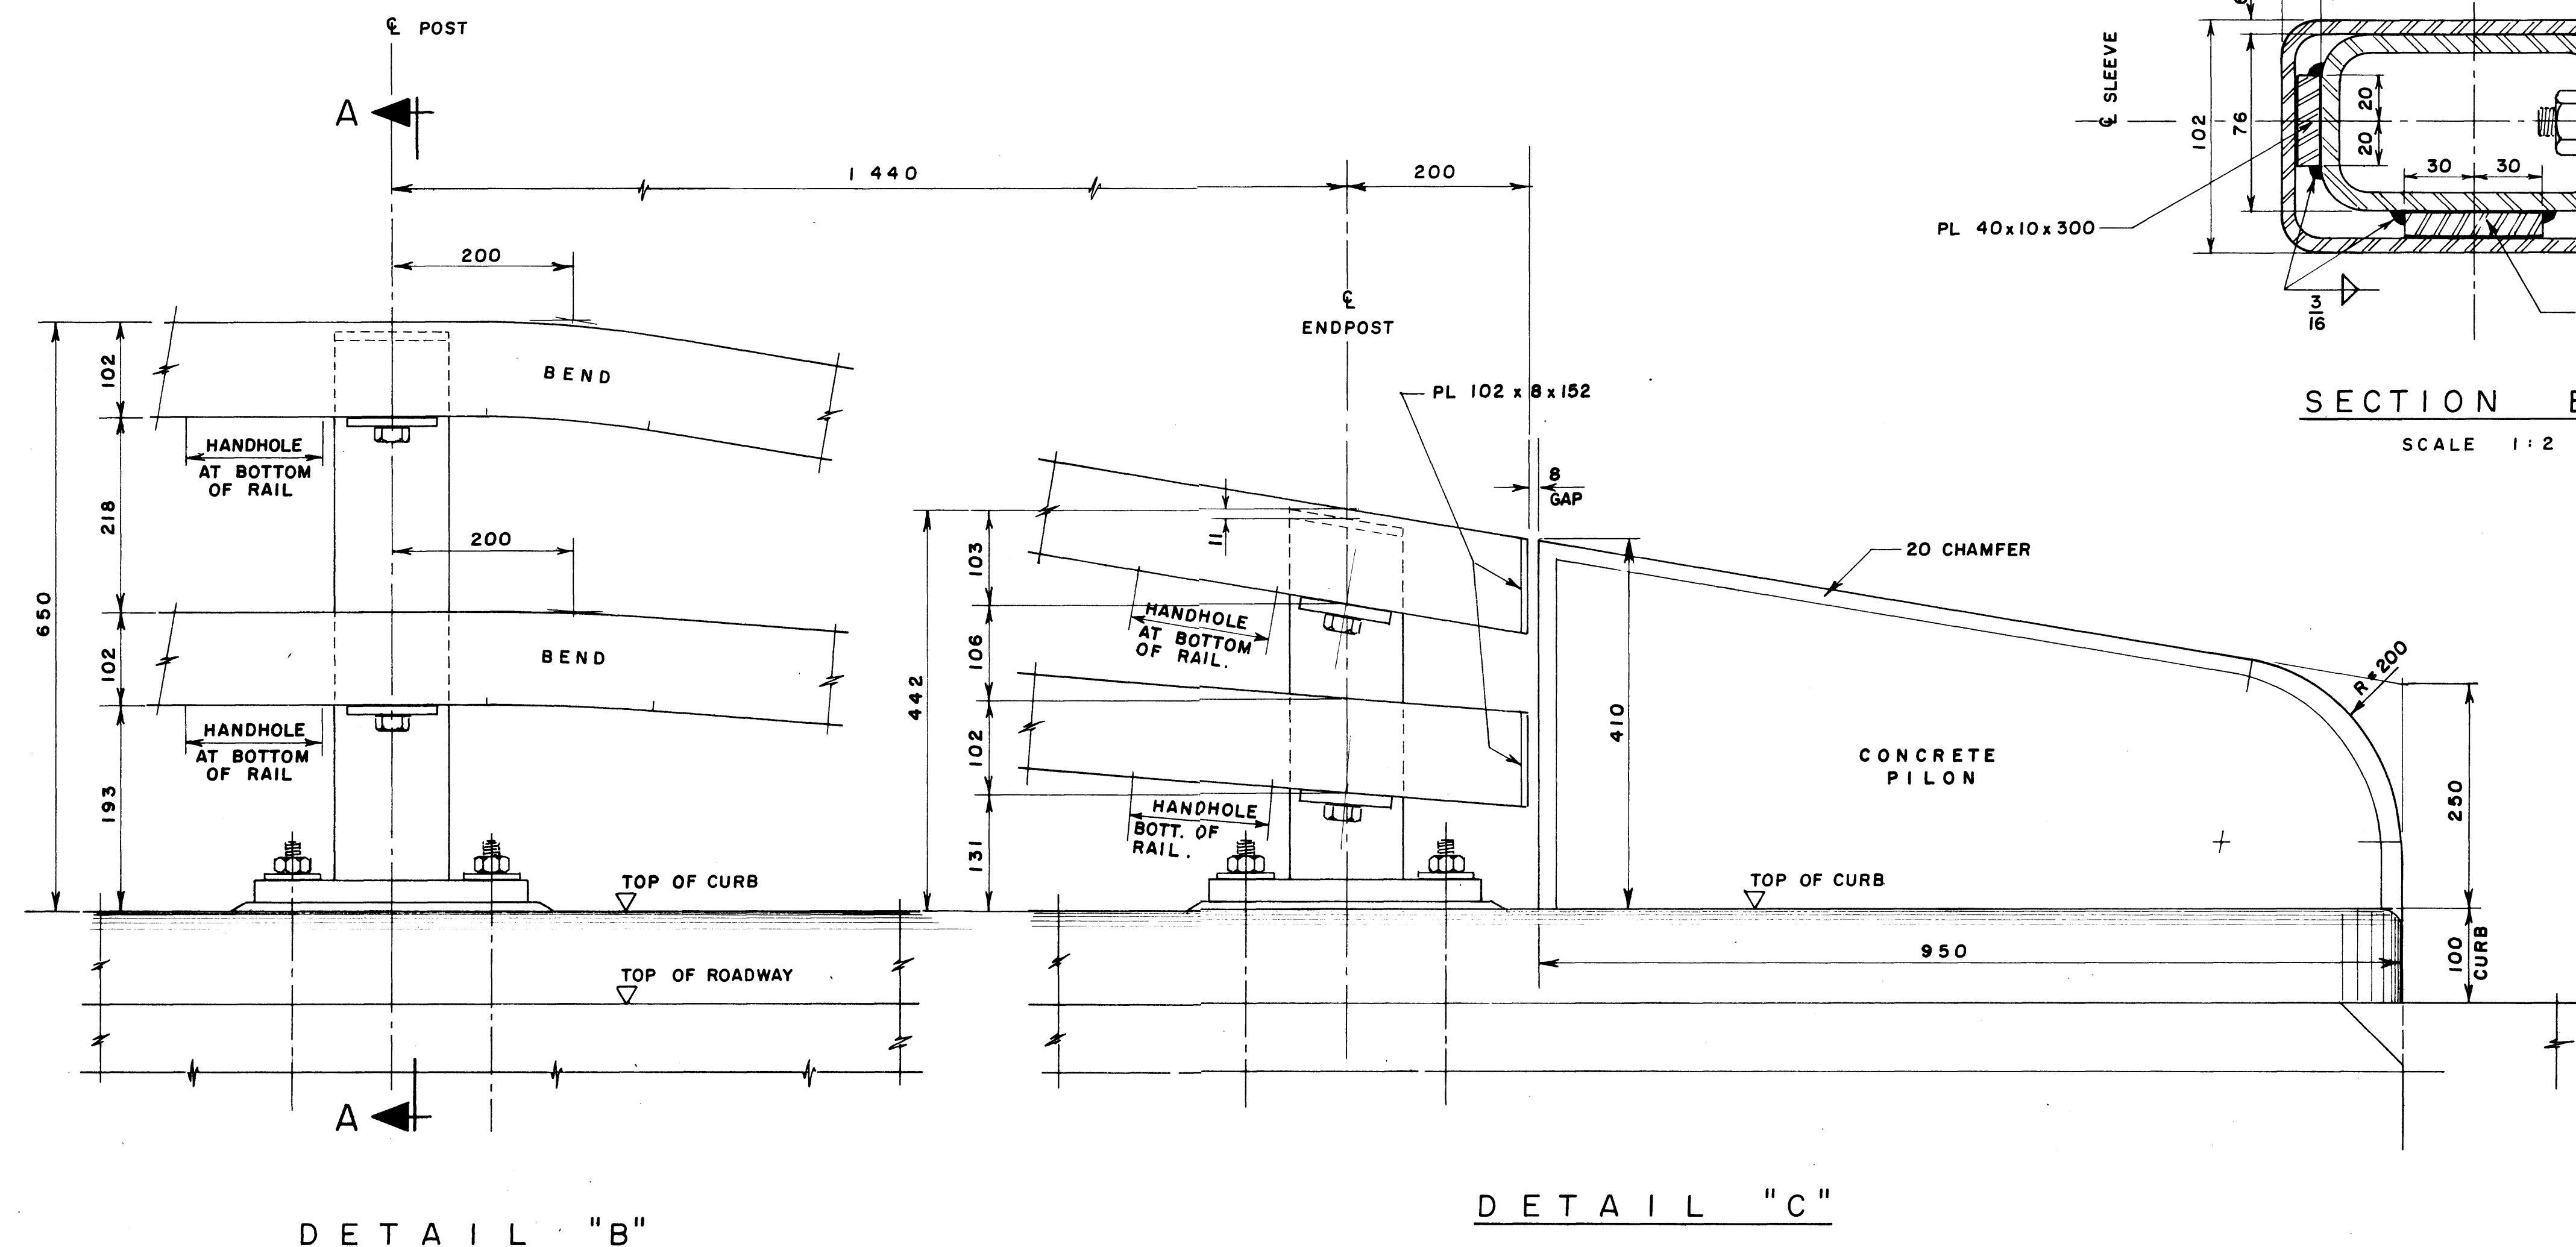 ℄ POST
A
1 440
200
200
BEND
102
HANDHOLE
AT BOTTOM
OF RAIL
218
650
200
102
BEND
HANDHOLE
AT BOTTOM
OF RAIL
193
TOP OF CURB
TOP OF ROADWAY
A
DETAIL "B"
℄
ENDPOST
PL 102 x 8 x 152
8
GAP
11
103
HANDHOLE
AT BOTTOM
OF RAIL.
106
442
102
HANDHOLE
BOTT. OF
RAIL.
131
410
20 CHAMFER
R = 200
CONCRETE
PILON
250
TOP OF CURB
950
100
CURB
DETAIL "C"
℄ SLEEVE
102
76
20
20
30
30
PL 40x10x300
3
16
SECTION
SCALE 1:2